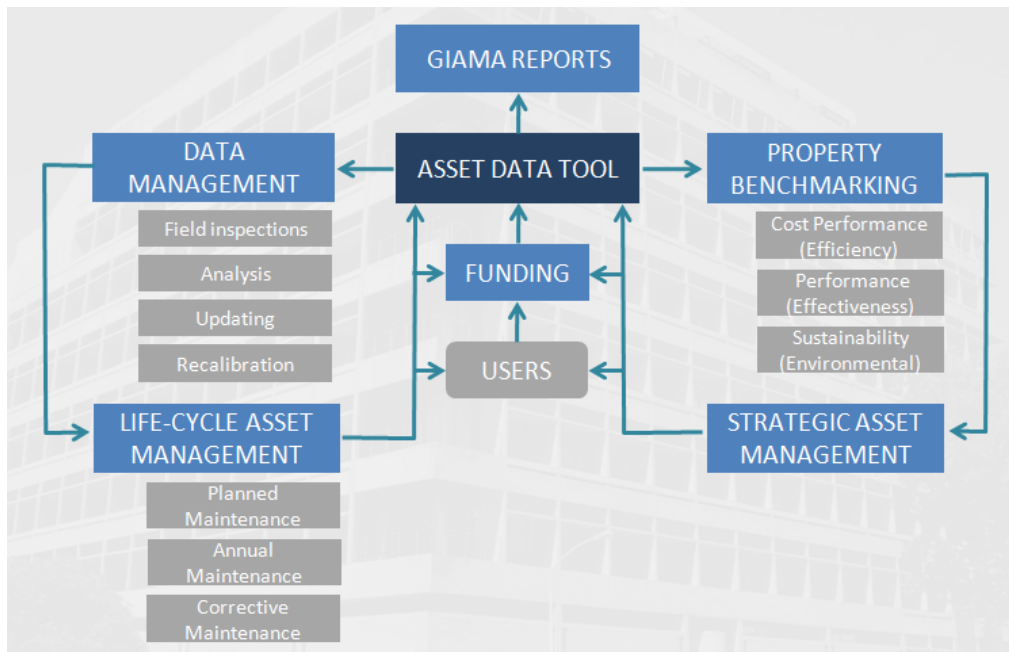 GIAMA REPORTS
DATA
MANAGEMENT
ASSET DATA TOOL
PROPERTY
BENCHMARKING
Field inspections
Analysis
Updating
Recalibration
FUNDING
USERS
Cost Performance
(Efficiency)
Performance
(Effectiveness)
Sustainability
(Environmental)
LIFE-CYCLE ASSET
MANAGEMENT
STRATEGIC ASSET
MANAGEMENT
Planned
Maintenance
Annual
Maintenance
Corrective
Maintenance